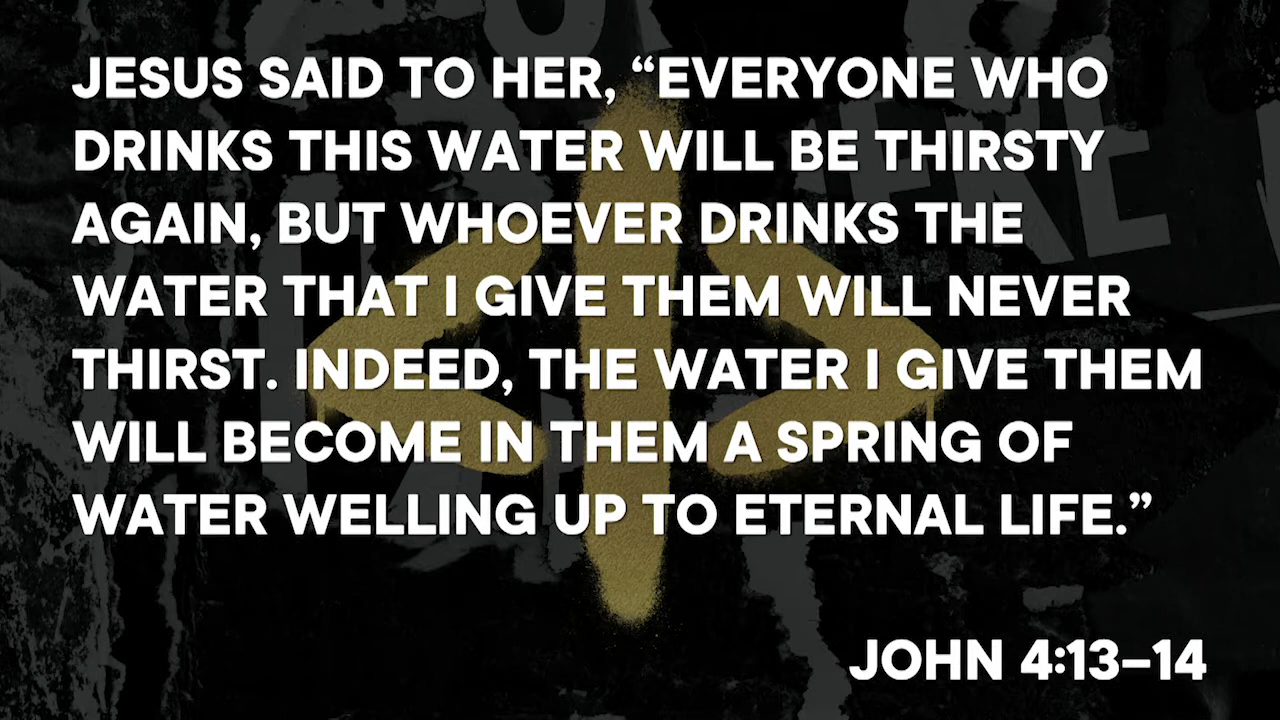 JESUS SAID TO HER, “EVERYONE WHO
DRINKS THIS WATER WILL BE THIRSTY
AGAIN, BUT WHOEVER DRINKS THE
WATER THAT I GIVE THEM WILL NEVER
THIRST. INDEED, THE WATER I GIVE THEM
WILL BECOME IN THEM A SPRING OF
WATER WELLING UP TO ETERNAL LIFE.”
JOHN 4:13–14